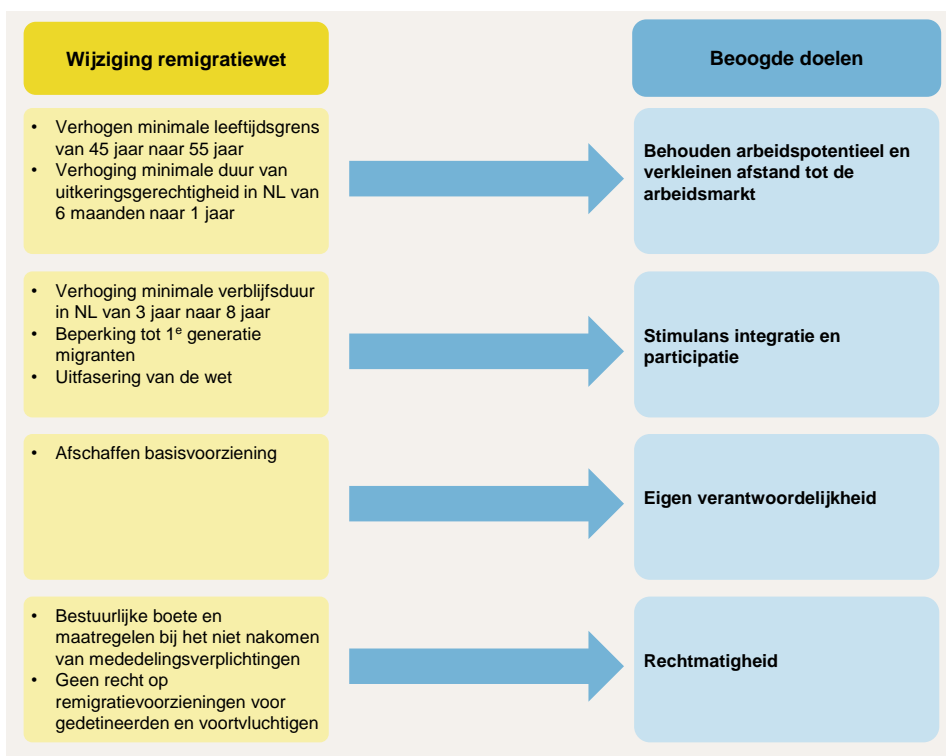 Wijziging remigratiewet
Beoogde doelen
• Verhogen minimale leeftijdsgrens
van 45 jaar naar 55 jaar
• Verhoging minimale duur van
uitkeringsgerechtigheid in NL van
6 maanden naar 1 jaar
Behouden arbeidspotentieel en
verkleinen afstand tot de
arbeidsmarkt
• Verhoging minimale verblijfsduur
in NL van 3 jaar naar 8 jaar
• Beperking tot 1e generatie
migranten
• Uitfasering van de wet
Stimulans integratie en
participatie
• Afschaffen basisvoorziening
Eigen verantwoordelijkheid
• Bestuurlijke boete en
maatregelen bij het niet nakomen
van mededelingsverplichtingen
• Geen recht op
remigratievoorzieningen voor
gedetineerden en voortvluchtigen
Rechtmatigheid